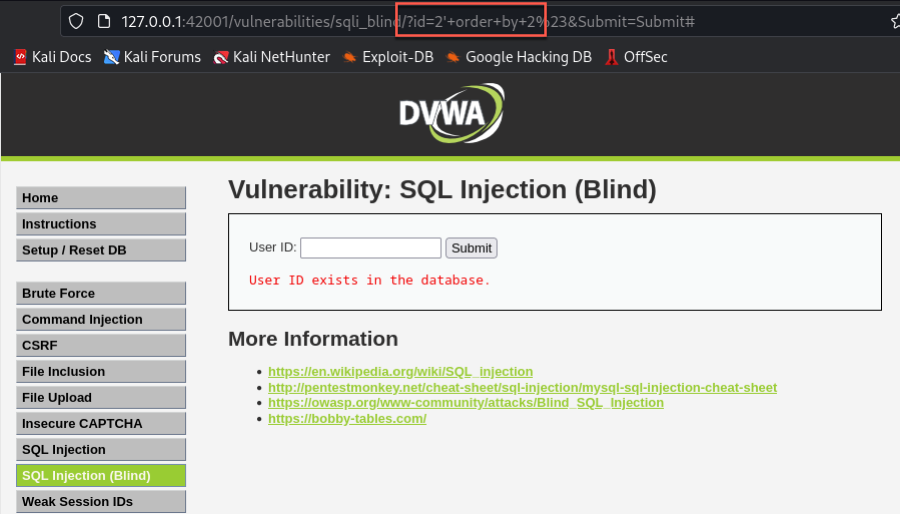 127.0.0.1:42001/vulnerabilities/sqli_blind/?id=2'+order+by+2%23&Submit=Submit#
Kali Docs Kali Forums Kali NetHunter Exploit-DB Google Hacking DB OffSec
DVWA
Home
Instructions
Setup / Reset DB
Brute Force
Command Injection
CSRF
File Inclusion
File Upload
Insecure CAPTCHA
SQL Injection
SQL Injection (Blind)
Weak Session IDs
Vulnerability: SQL Injection (Blind)
User ID: Submit
User ID exists in the database.
More Information
https://en.wikipedia.org/wiki/SQL_injection
http://pentestmonkey.net/cheat-sheet/sql-injection/mysql-sql-injection-cheat-sheet
https://owasp.org/www-community/attacks/Blind_SQL_Injection
https://bobby-tables.com/